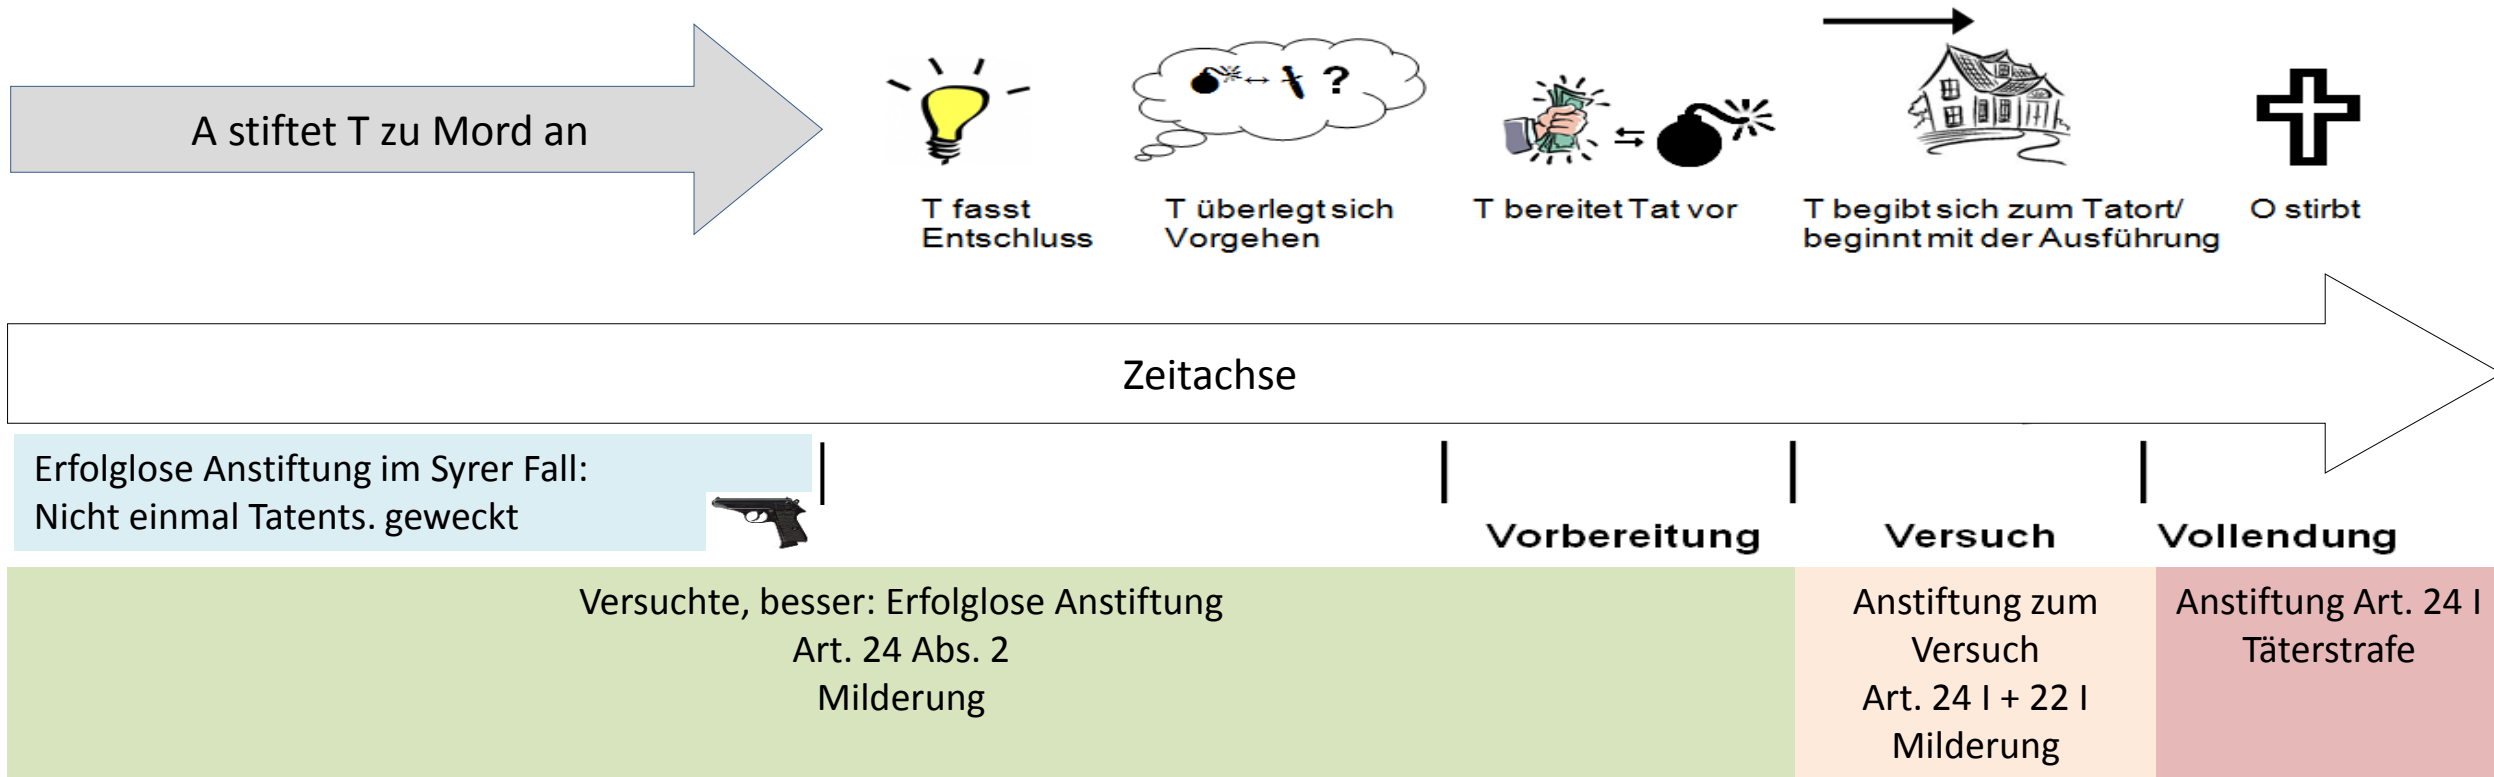 A stiftet T zu Mord an
?
T fasst
Entschluss
T überlegt sich
Vorgehen
T bereitet Tat vor
T begibt sich zum Tatort/
beginnt mit der Ausführung
O stirbt
Zeitachse
Erfolglose Anstiftung im Syrer Fall:
Nicht einmal Tatents. geweckt
Vorbereitung
Versuch
Vollendung
Versuchte, besser: Erfolglose Anstiftung
Art. 24 Abs. 2
Milderung
Anstiftung zum
Versuch
Art. 24 I + 22 I
Milderung
Anstiftung Art. 24 I
Täterstrafe